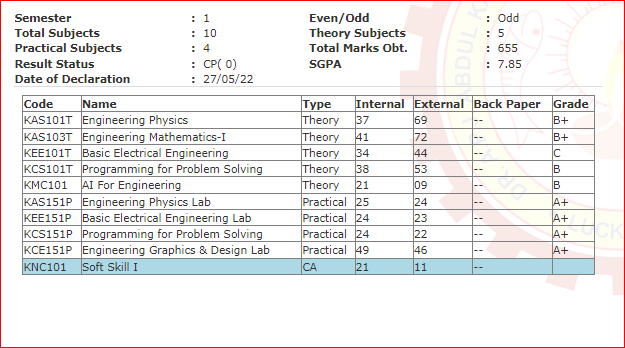 Semester : 1 Even/Odd : Odd
Total Subjects : 10 Theory Subjects : 5
Practical Subjects : 4 Total Marks Obt. : 655
Result Status : CP( 0) SGPA : 7.85
Date of Declaration : 27/05/22
Code Name Type Internal External Back Paper Grade
KAS101T Engineering Physics Theory 37 69 -- B+
KAS103T Engineering Mathematics-I Theory 41 72 -- B+
KEE101T Basic Electrical Engineering Theory 34 44 -- C
KCS101T Programming for Problem Solving Theory 38 53 -- B
KMC101 AI For Engineering Theory 21 09 -- B
KAS151P Engineering Physics Lab Practical 25 24 -- A+
KEE151P Basic Electrical Engineering Lab Practical 24 23 -- A+
KCS151P Programming for Problem Solving Practical 24 22 -- A+
KCE151P Engineering Graphics & Design Lab Practical 49 46 -- A+
KNC101 Soft Skill I CA 21 11 --
DR. A.P.J. ABDUL KA
LUCK